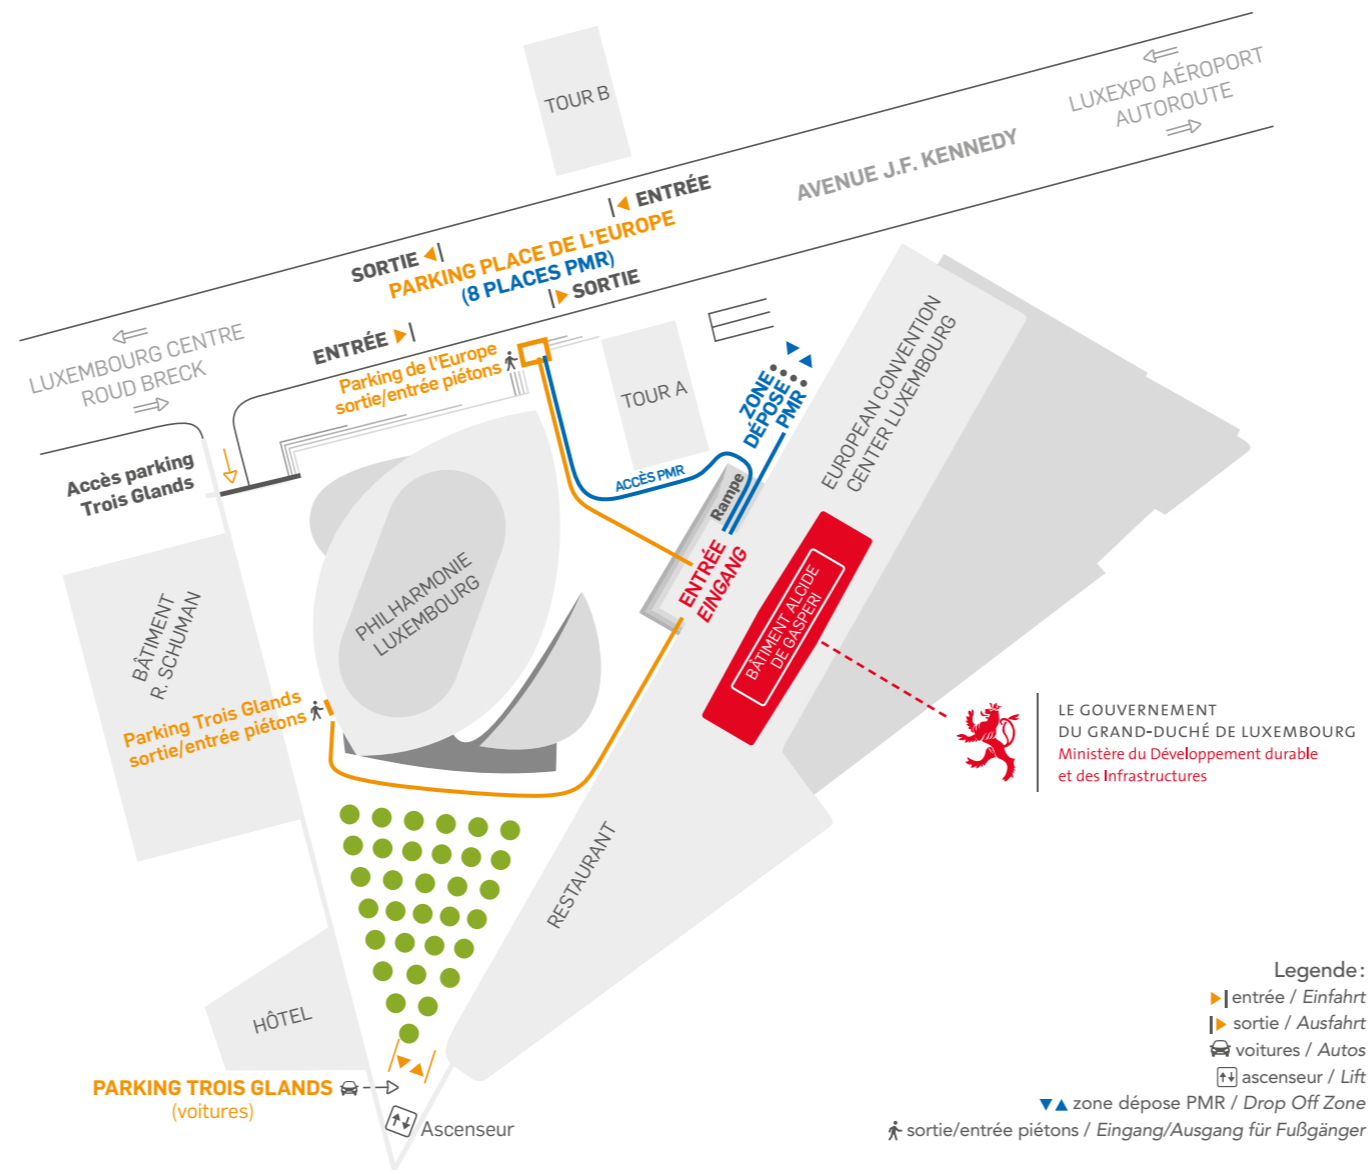 TOUR B
LUXEXPO AÉROPORT
AUTOROUTE
AVENUE J.F. KENNEDY
ENTRÉE
SORTIE
PARKING PLACE DE L'EUROPE
(8 PLACES PMR)
SORTIE
ENTRÉE
LUXEMBOURG CENTRE
ROUD BRECK
Parking de l'Europe
sortie/entrée piétons
TOUR A
ZONE
DÉPOSE
PMR
EUROPEAN CONVENTION
CENTER LUXEMBOURG
Accès parking
Trois Glands
ACCÈS PMR
Rampe
ENTRÉE
EINGANG
PHILHARMONIE
LUXEMBOURG
BÂTIMENT
R. SCHUMAN
BÂTIMENT ALCIDE
DE GASPERI
Parking Trois Glands
sortie/entrée piétons
LE GOUVERNEMENT
DU GRAND-DUCHÉ DE LUXEMBOURG
Ministère du Développement durable
et des Infrastructures
RESTAURANT
HÔTEL
PARKING TROIS GLANDS
(voitures)
Ascenseur
Legende:
entrée / Einfahrt
sortie / Ausfahrt
voitures / Autos
ascenseur / Lift
zone dépose PMR / Drop Off Zone
sortie/entrée piétons / Eingang/Ausgang für Fußgänger